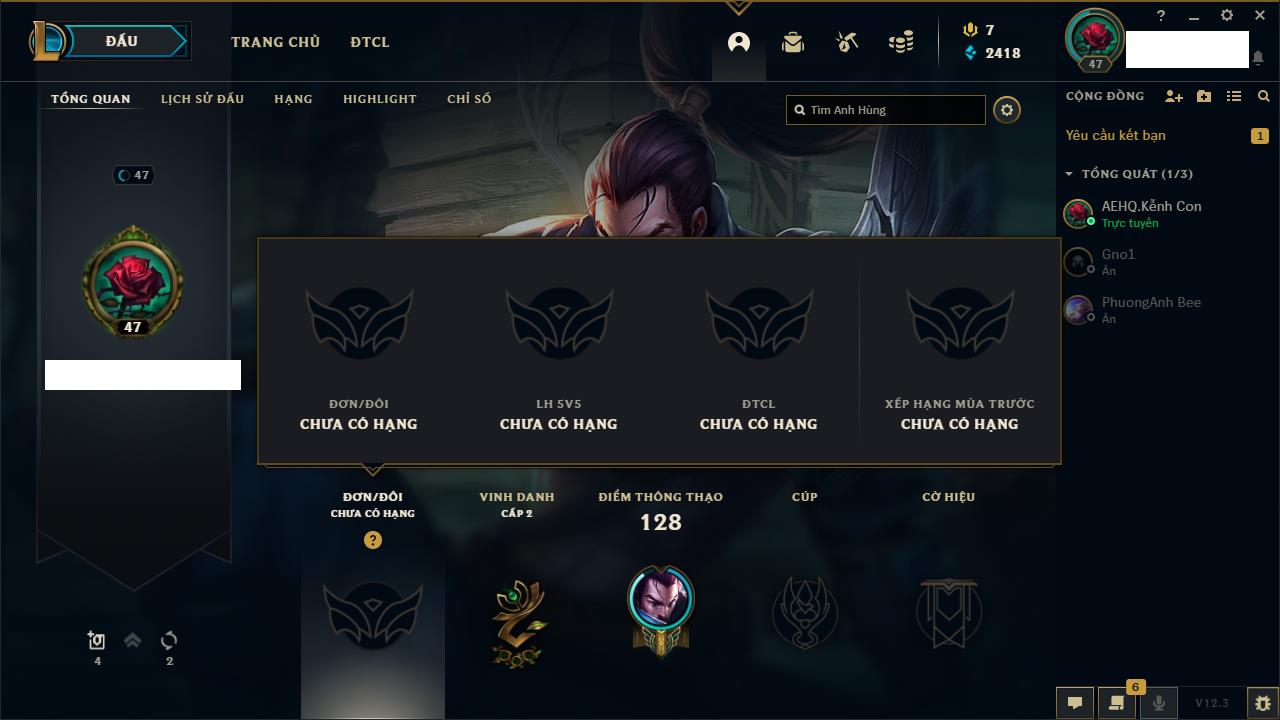 ĐẤU
TRANG CHỦ
ĐTCL
7
2418
?
47
TỔNG QUAN
LỊCH SỬ ĐẤU
HẠNG
HIGHLIGHT
CHỈ SỐ
Tìm Anh Hùng
CỘNG ĐỒNG
Yêu cầu kết bạn
1
TỔNG QUÁT (1/3)
AEHQ.Kễnh Con
Trực tuyến
Gno1
Ẩn
PhuongAnh Bee
Ẩn
47
47
ĐƠN/ĐÔI
CHƯA CÓ HẠNG
LH 5V5
CHƯA CÓ HẠNG
ĐTCL
CHƯA CÓ HẠNG
XẾP HẠNG MÙA TRƯỚC
CHƯA CÓ HẠNG
ĐƠN/ĐÔI
CHƯA CÓ HẠNG
?
VINH DANH
CẤP 2
ĐIỂM THÔNG THẠO
128
CÚP
CỜ HIỆU
4
2
6
V12.3